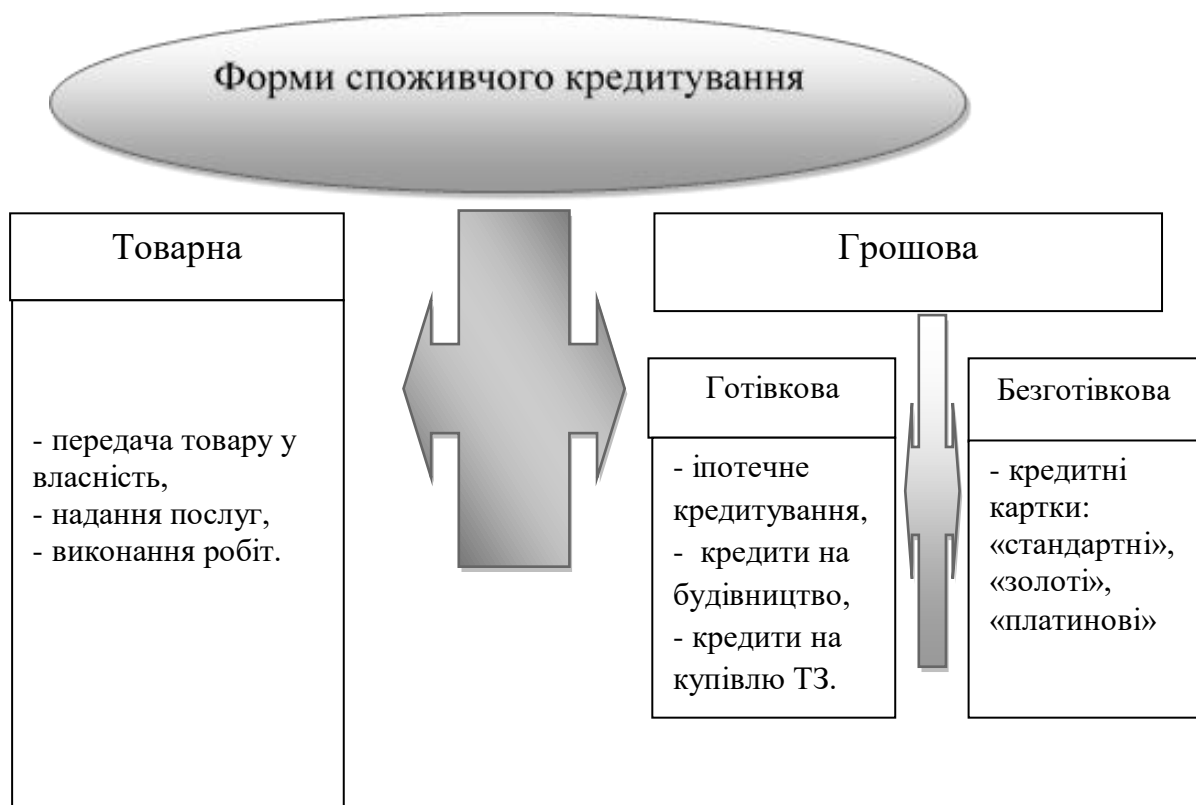 Форми споживчого кредитування
Товарна
- передача товару у
власність,
- надання послуг,
- виконання робіт.
Грошова
Готівкова
- іпотечне
кредитування,
- кредити на
будівництво,
- кредити на
купівлю ТЗ.
Безготівкова
- кредитні
картки:
«стандартні»,
«золоті»,
«платинові»